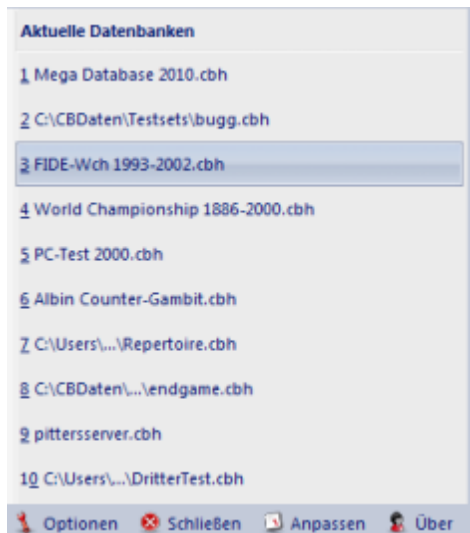 Aktuelle Datenbanken
1 Mega Database 2010.cbh
2 C:\CBDaten\Testsets\bugg.cbh
3 FIDE-Wch 1993-2002.cbh
4 World Championship 1886-2000.cbh
5 PC-Test 2000.cbh
6 Albin Counter-Gambit.cbh
7 C:\Users\...\Repertoire.cbh
8 C:\CBDaten\...\endgame.cbh
9 pittersserver.cbh
10 C:\Users\...\DritterTest.cbh
Optionen Schließen Anpassen Über